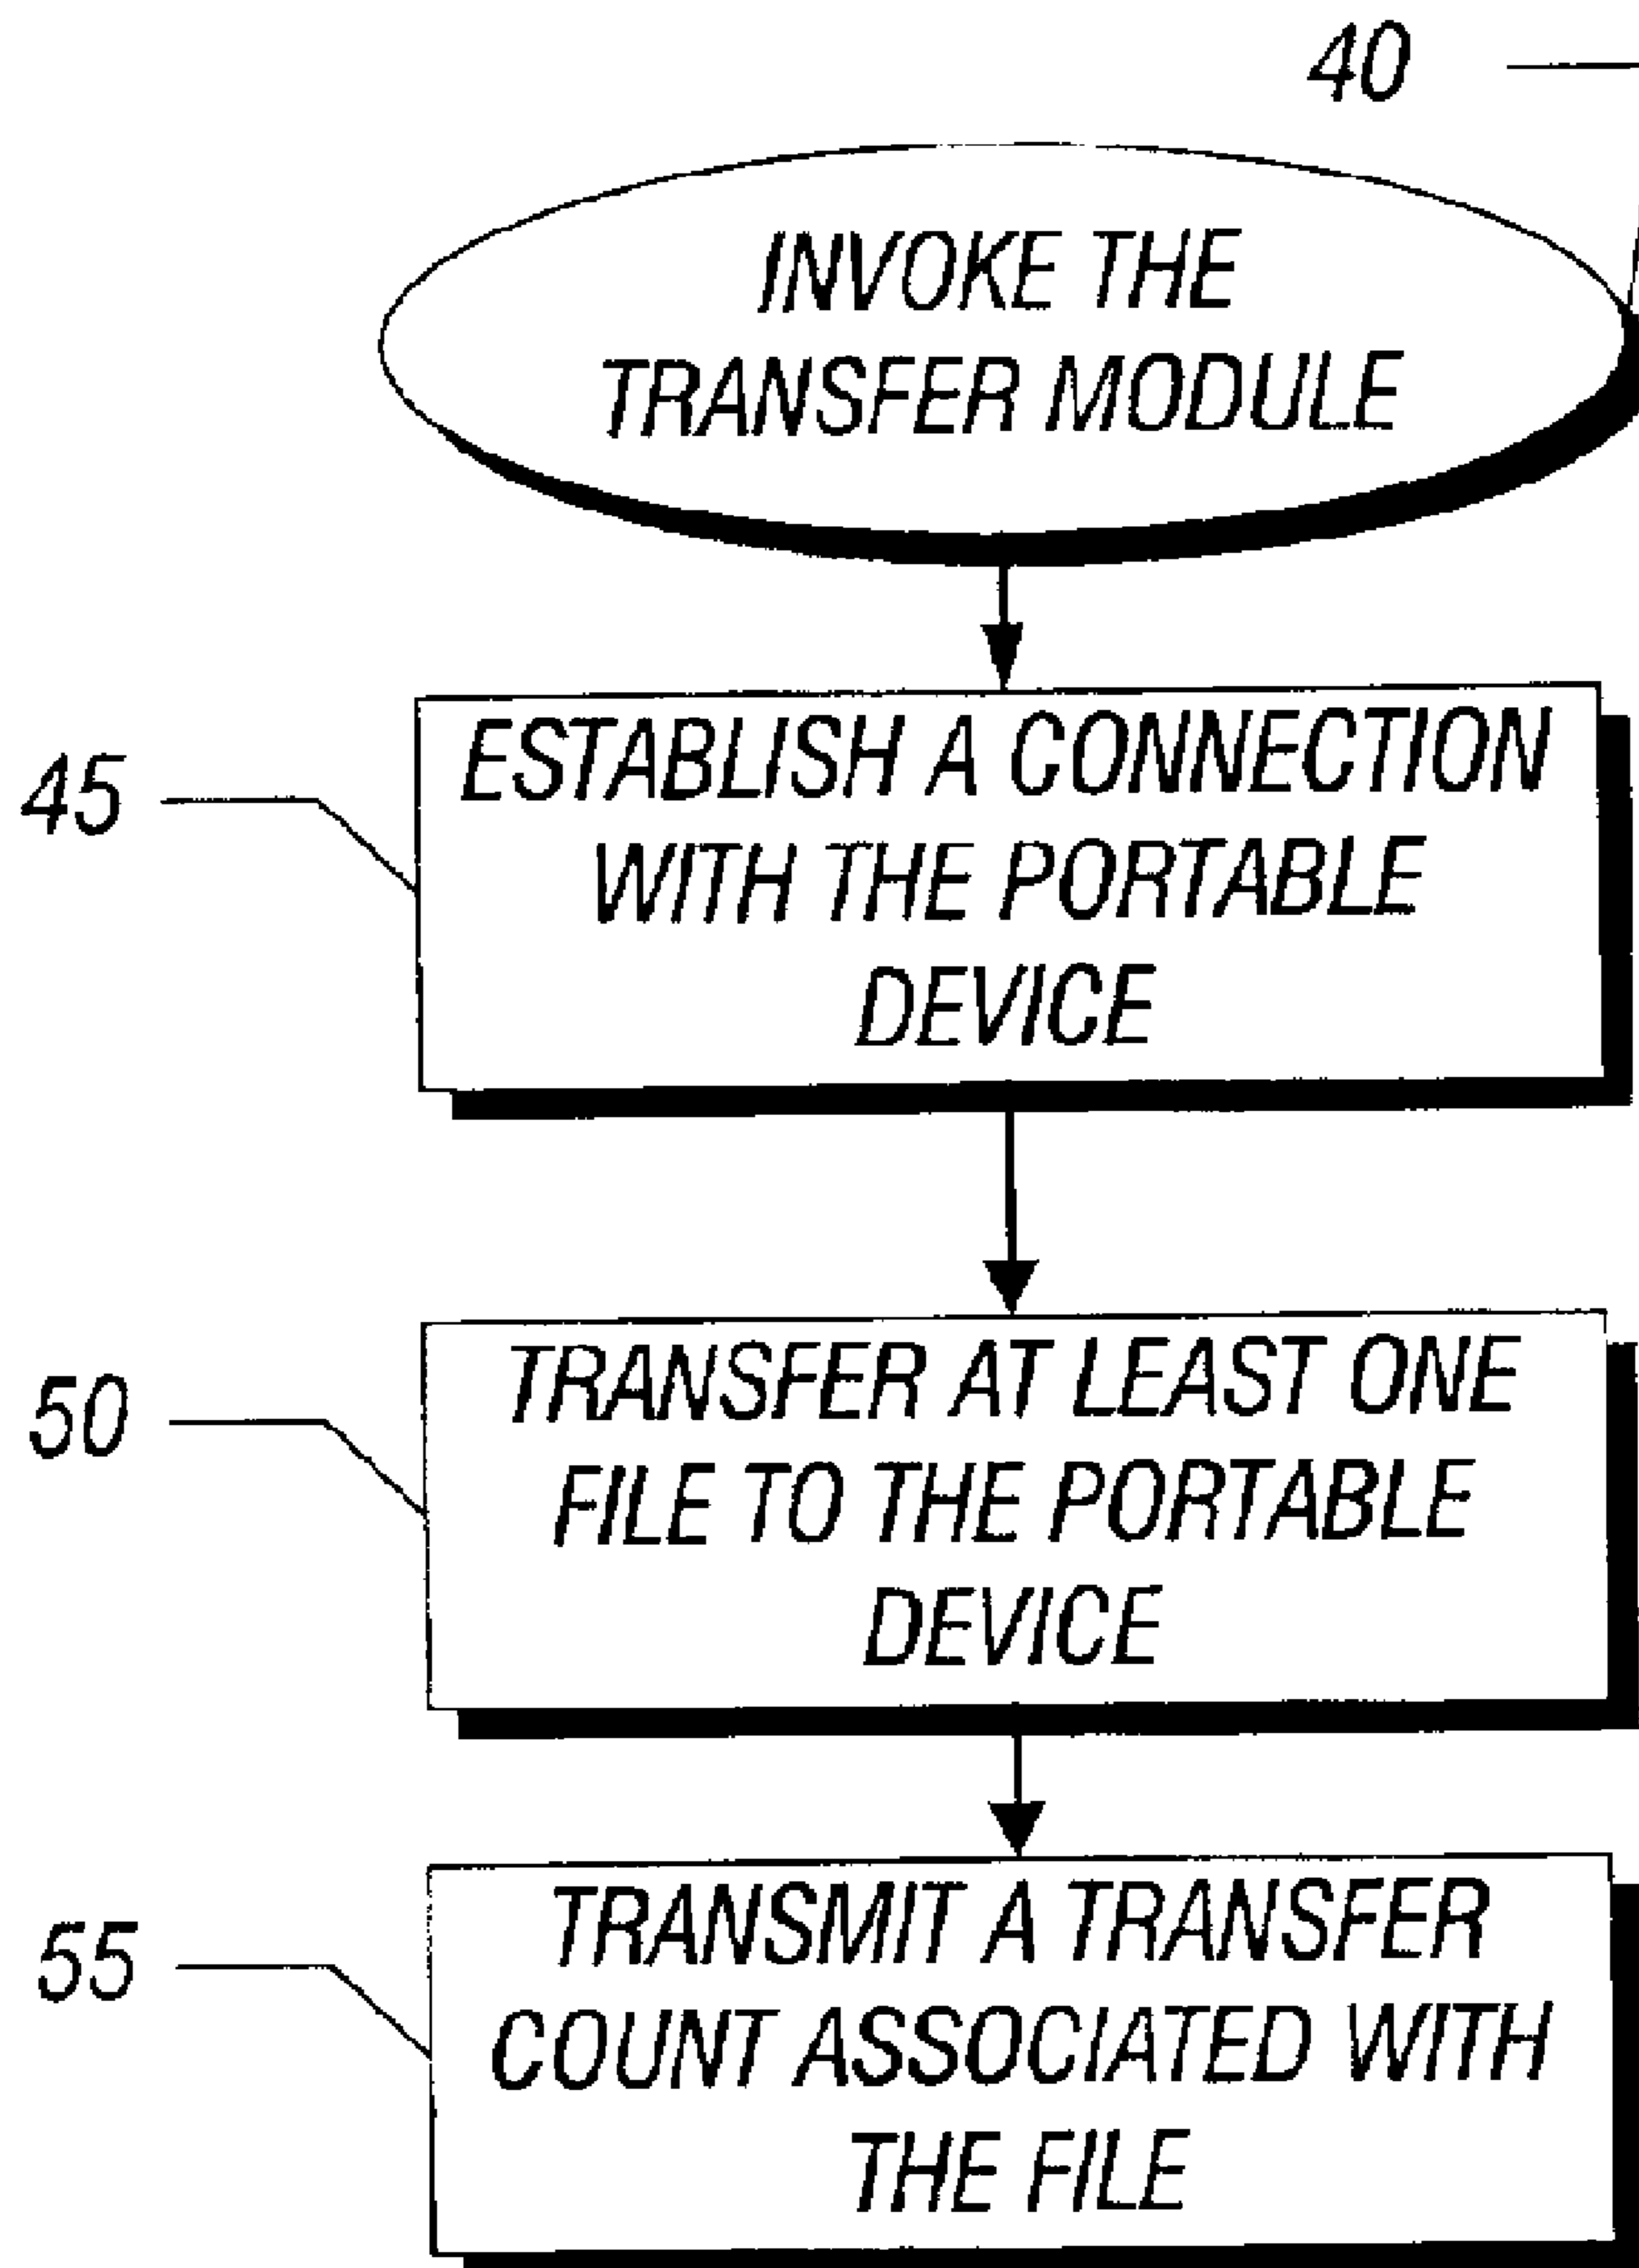 40
INVOKE THE
TRANSFER MODULE
45
ESTABLISH A CONNECTION
WITH THE PORTABLE
DEVICE
50
TRANSFER AT LEAST ONE
FILE TO THE PORTABLE
DEVICE
55
TRANSMIT A TRANSFER
COUNT ASSOCIATED WITH
THE FILE